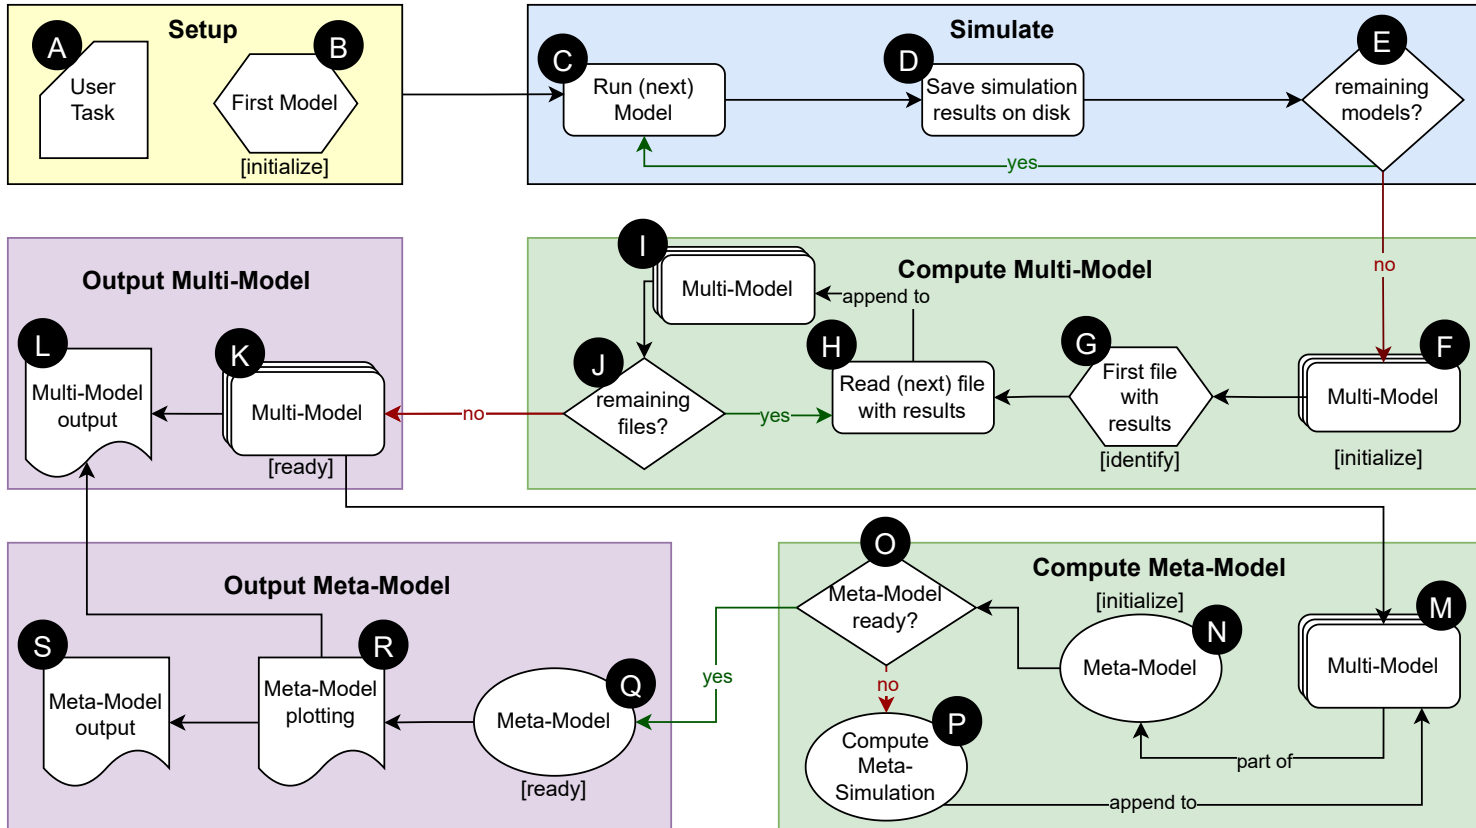 Setup
A
User
Task
B
First Model
[initialize]
Simulate
C
Run (next)
Model
D
Save simulation
results on disk
E
remaining
models?
yes
no
Output Multi-Model
L
Multi-Model
output
K
Multi-Model
[ready]
Compute Multi-Model
I
Multi-Model
append to
J
remaining
files?
no
yes
H
Read (next) file
with results
G
First file
with
results
[identify]
F
Multi-Model
[initialize]
Output Meta-Model
S
Meta-Model
output
R
Meta-Model
plotting
Q
Meta-Model
[ready]
yes
Compute Meta-Model
O
Meta-Model
ready?
no
P
Compute
Meta-
Simulation
[initialize]
N
Meta-Model
M
Multi-Model
part of
append to